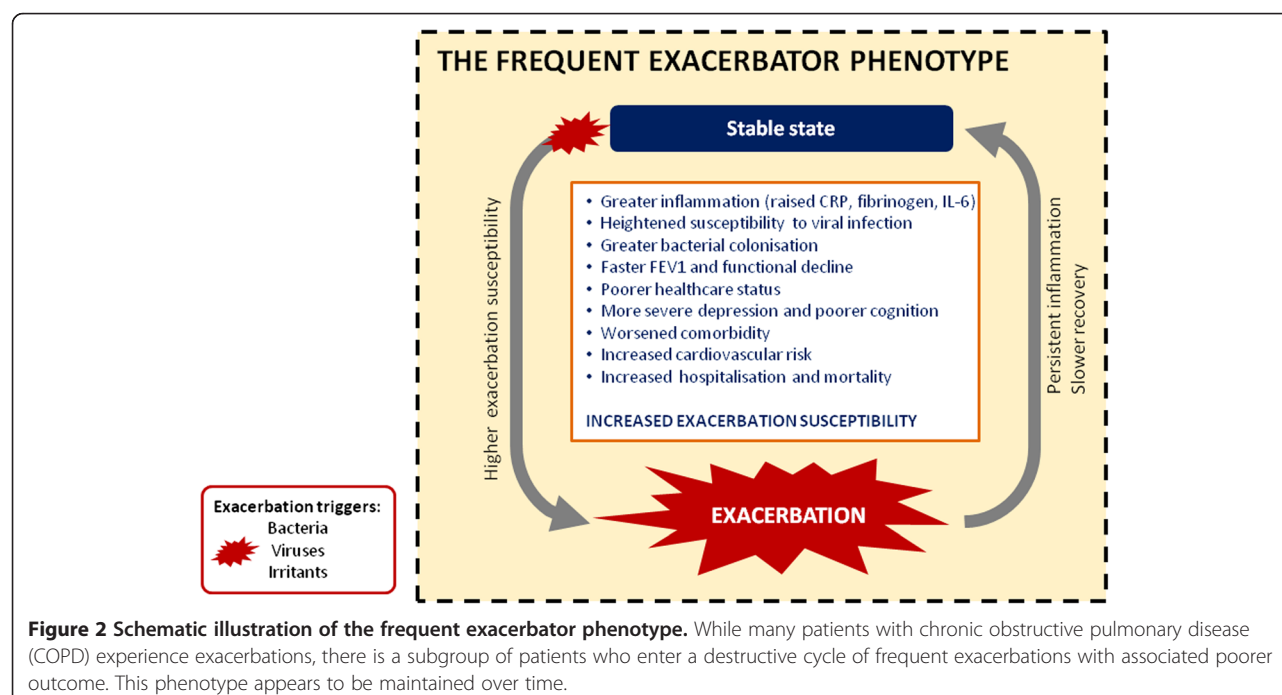 THE FREQUENT EXACERBATOR PHENOTYPE
Stable state
Higher exacerbation susceptibility
• Greater inflammation (raised CRP, fibrinogen, IL-6)
• Heightened susceptibility to viral infection
• Greater bacterial colonisation
• Faster FEV1 and functional decline
• Poorer healthcare status
• More severe depression and poorer cognition
• Worsened comorbidity
• Increased cardiovascular risk
• Increased hospitalisation and mortality
INCREASED EXACERBATION SUSCEPTIBILITY
Persistent inflammation
Slower recovery
EXACERBATION
Exacerbation triggers:
Bacteria
Viruses
Irritants
Figure 2 Schematic illustration of the frequent exacerbator phenotype. While many patients with chronic obstructive pulmonary disease
(COPD) experience exacerbations, there is a subgroup of patients who enter a destructive cycle of frequent exacerbations with associated poorer
outcome. This phenotype appears to be maintained over time.